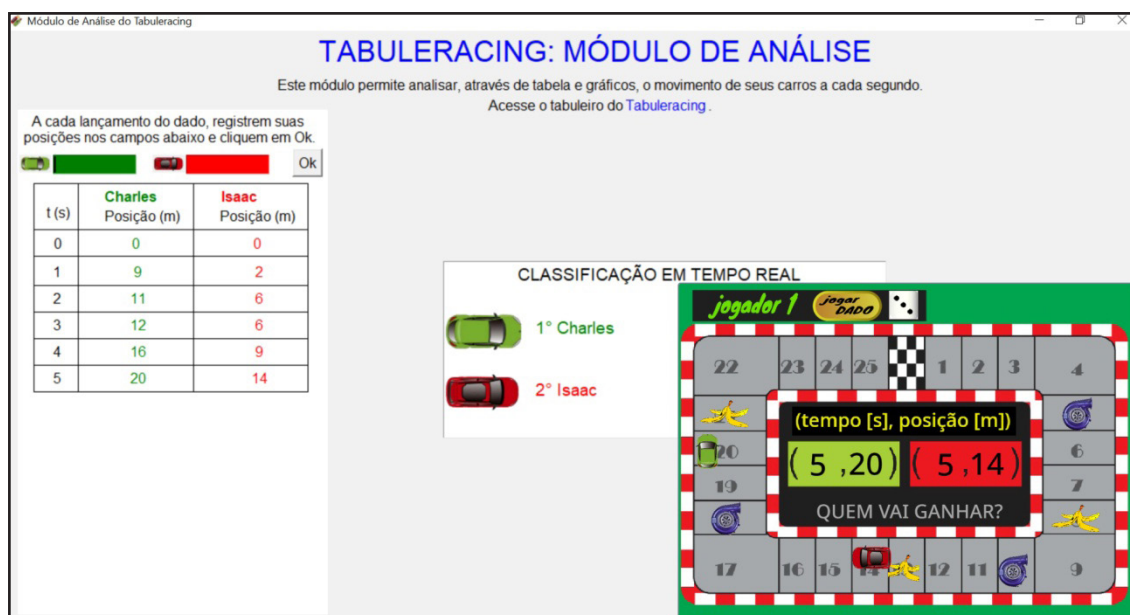 Módulo de Análise do Tabuleracing
TABULERACING: MÓDULO DE ANÁLISE
Este módulo permite analisar, através de tabela e gráficos, o movimento de seus carros a cada segundo.
Acesse o tabuleiro do Tabuleracing.
A cada lançamento do dado, registrem suas
posições nos campos abaixo e cliquem em Ok.
Ok
t (s) Charles Posição (m) Isaac Posição (m)
0 0 0
1 9 2
2 11 6
3 12 6
4 16 9
5 20 14
CLASSIFICAÇÃO EM TEMPO REAL
1° Charles
2° Isaac
jogador 1 jogar DADO
22 23 24 25 1 2 3 4
(tempo [s], posição [m])
20 (5 ,20) (5 ,14) 6
19 7
QUEM VAI GANHAR?
17 16 15 14 12 11 9